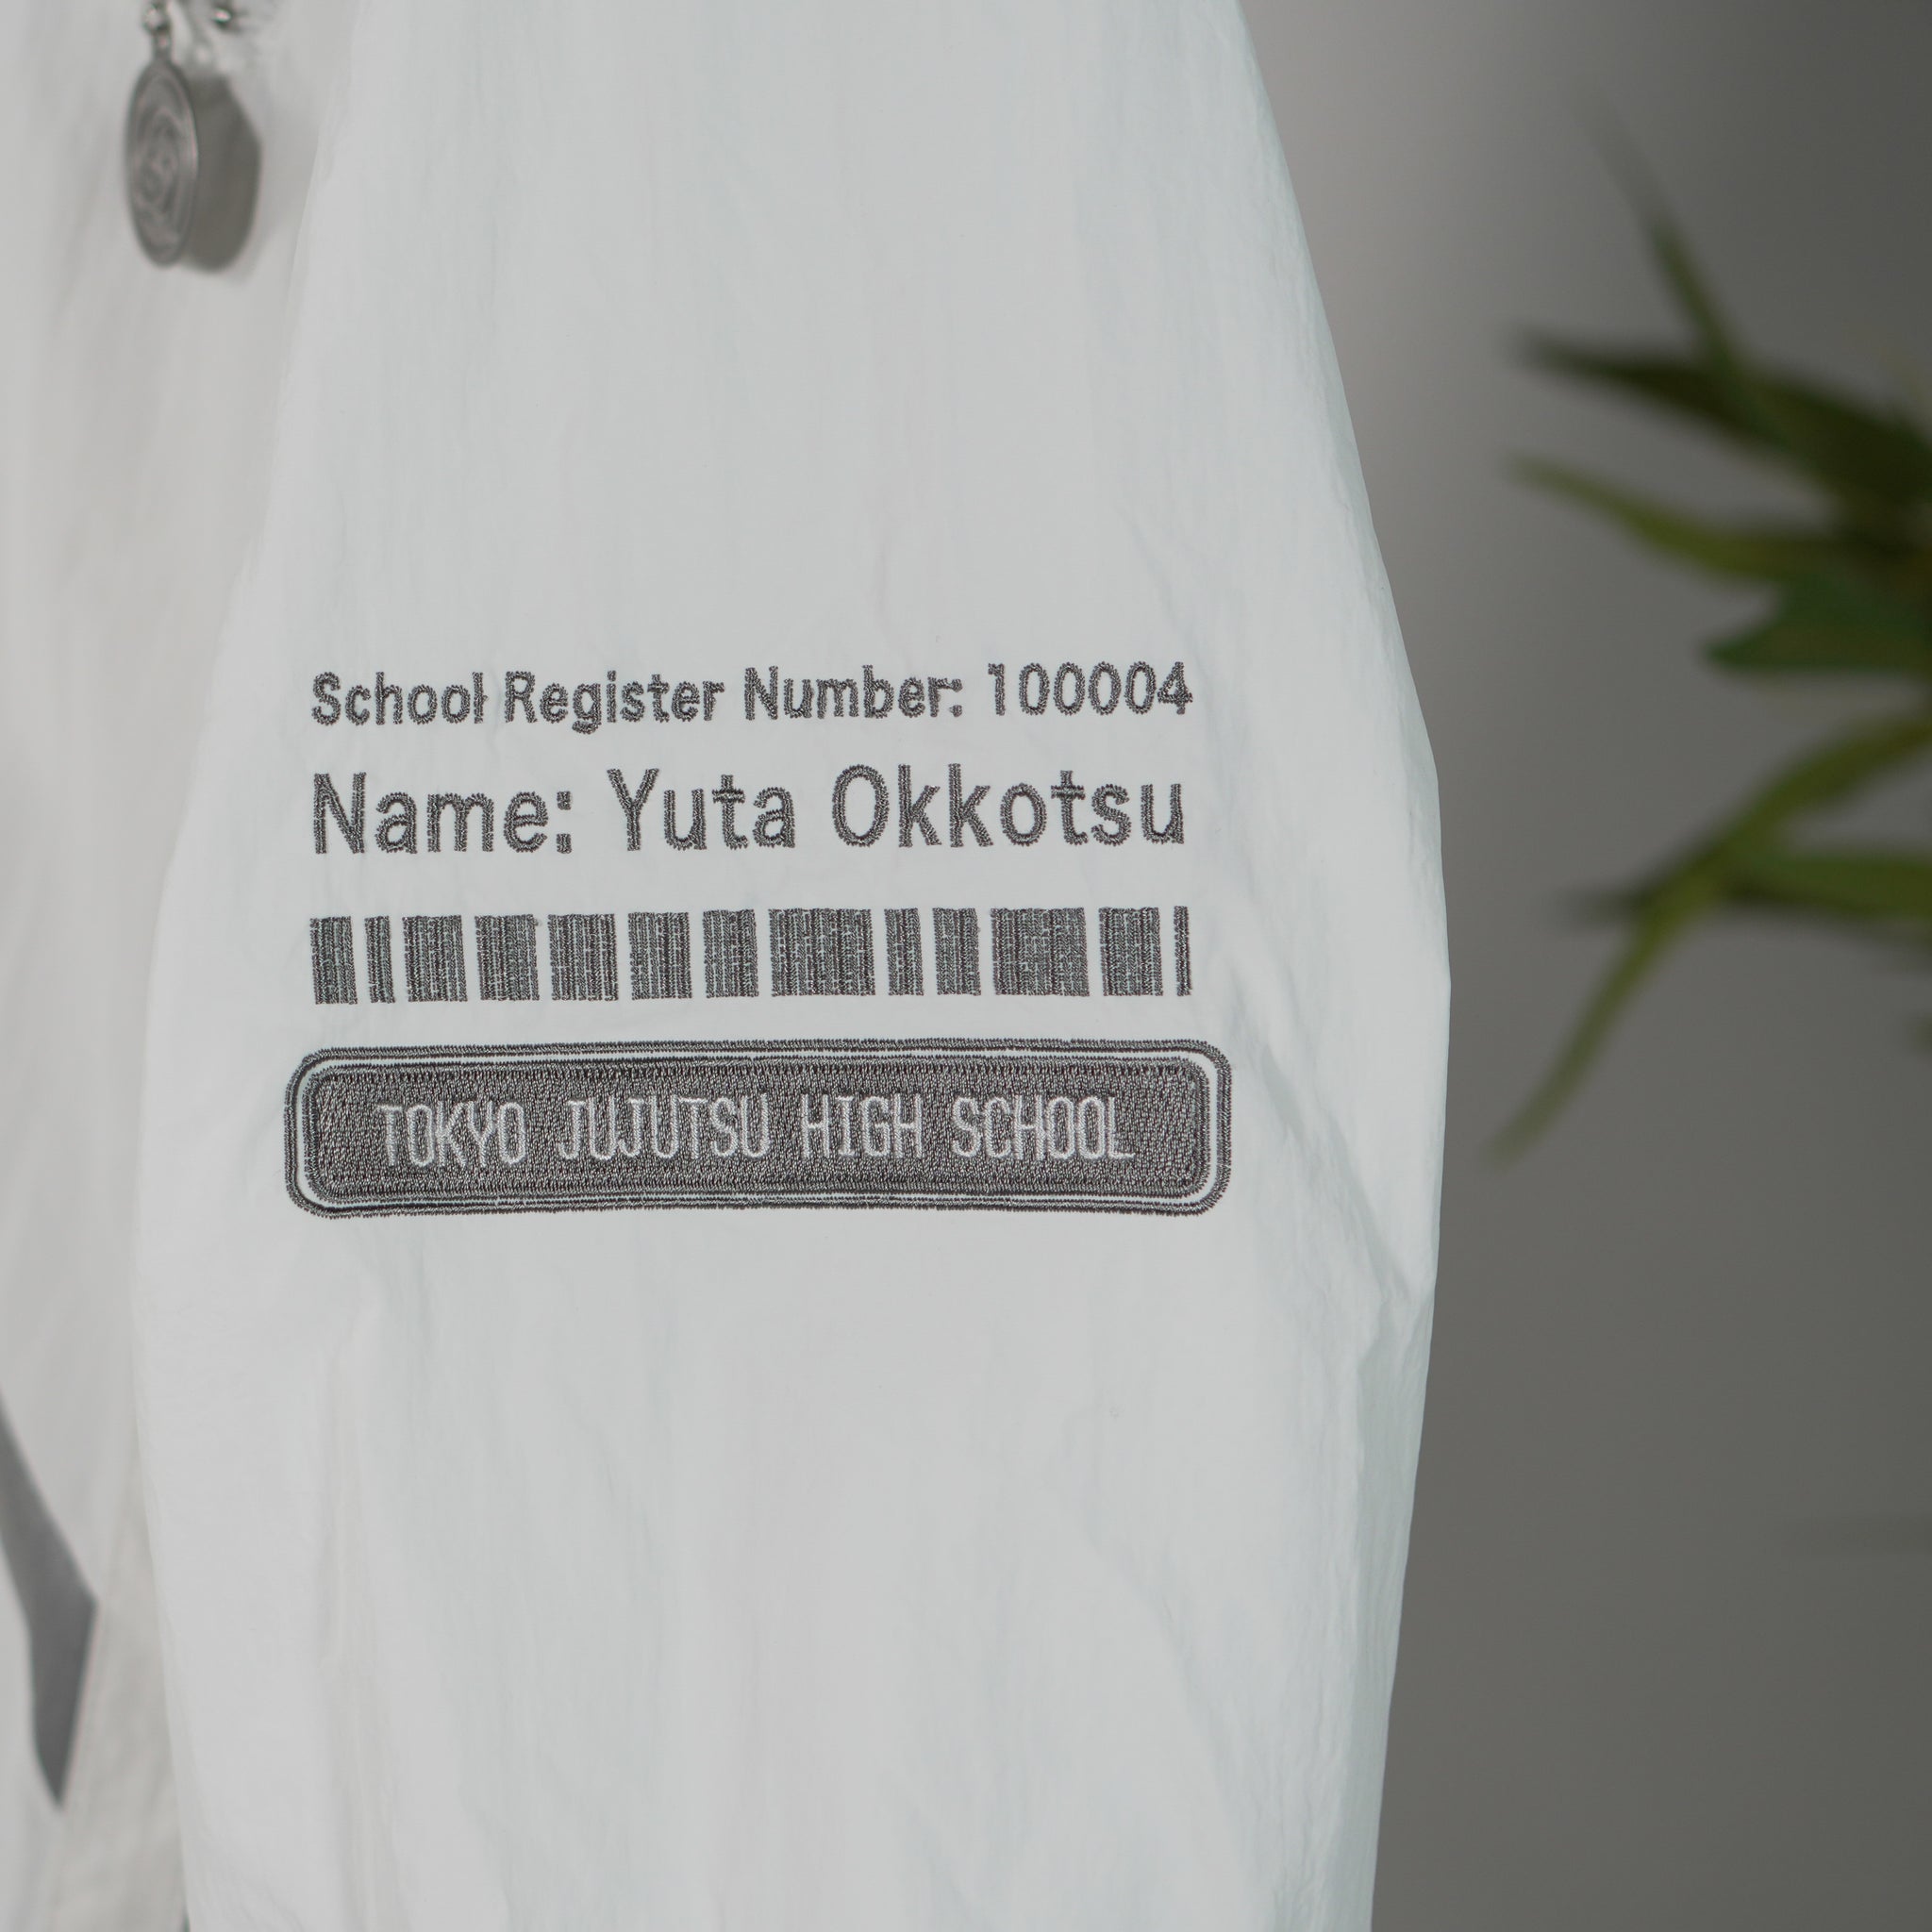 School Register Number: 100004
Name: Yuta Okkotsu
TOKYO JUJUTSU HIGH SCHOOL